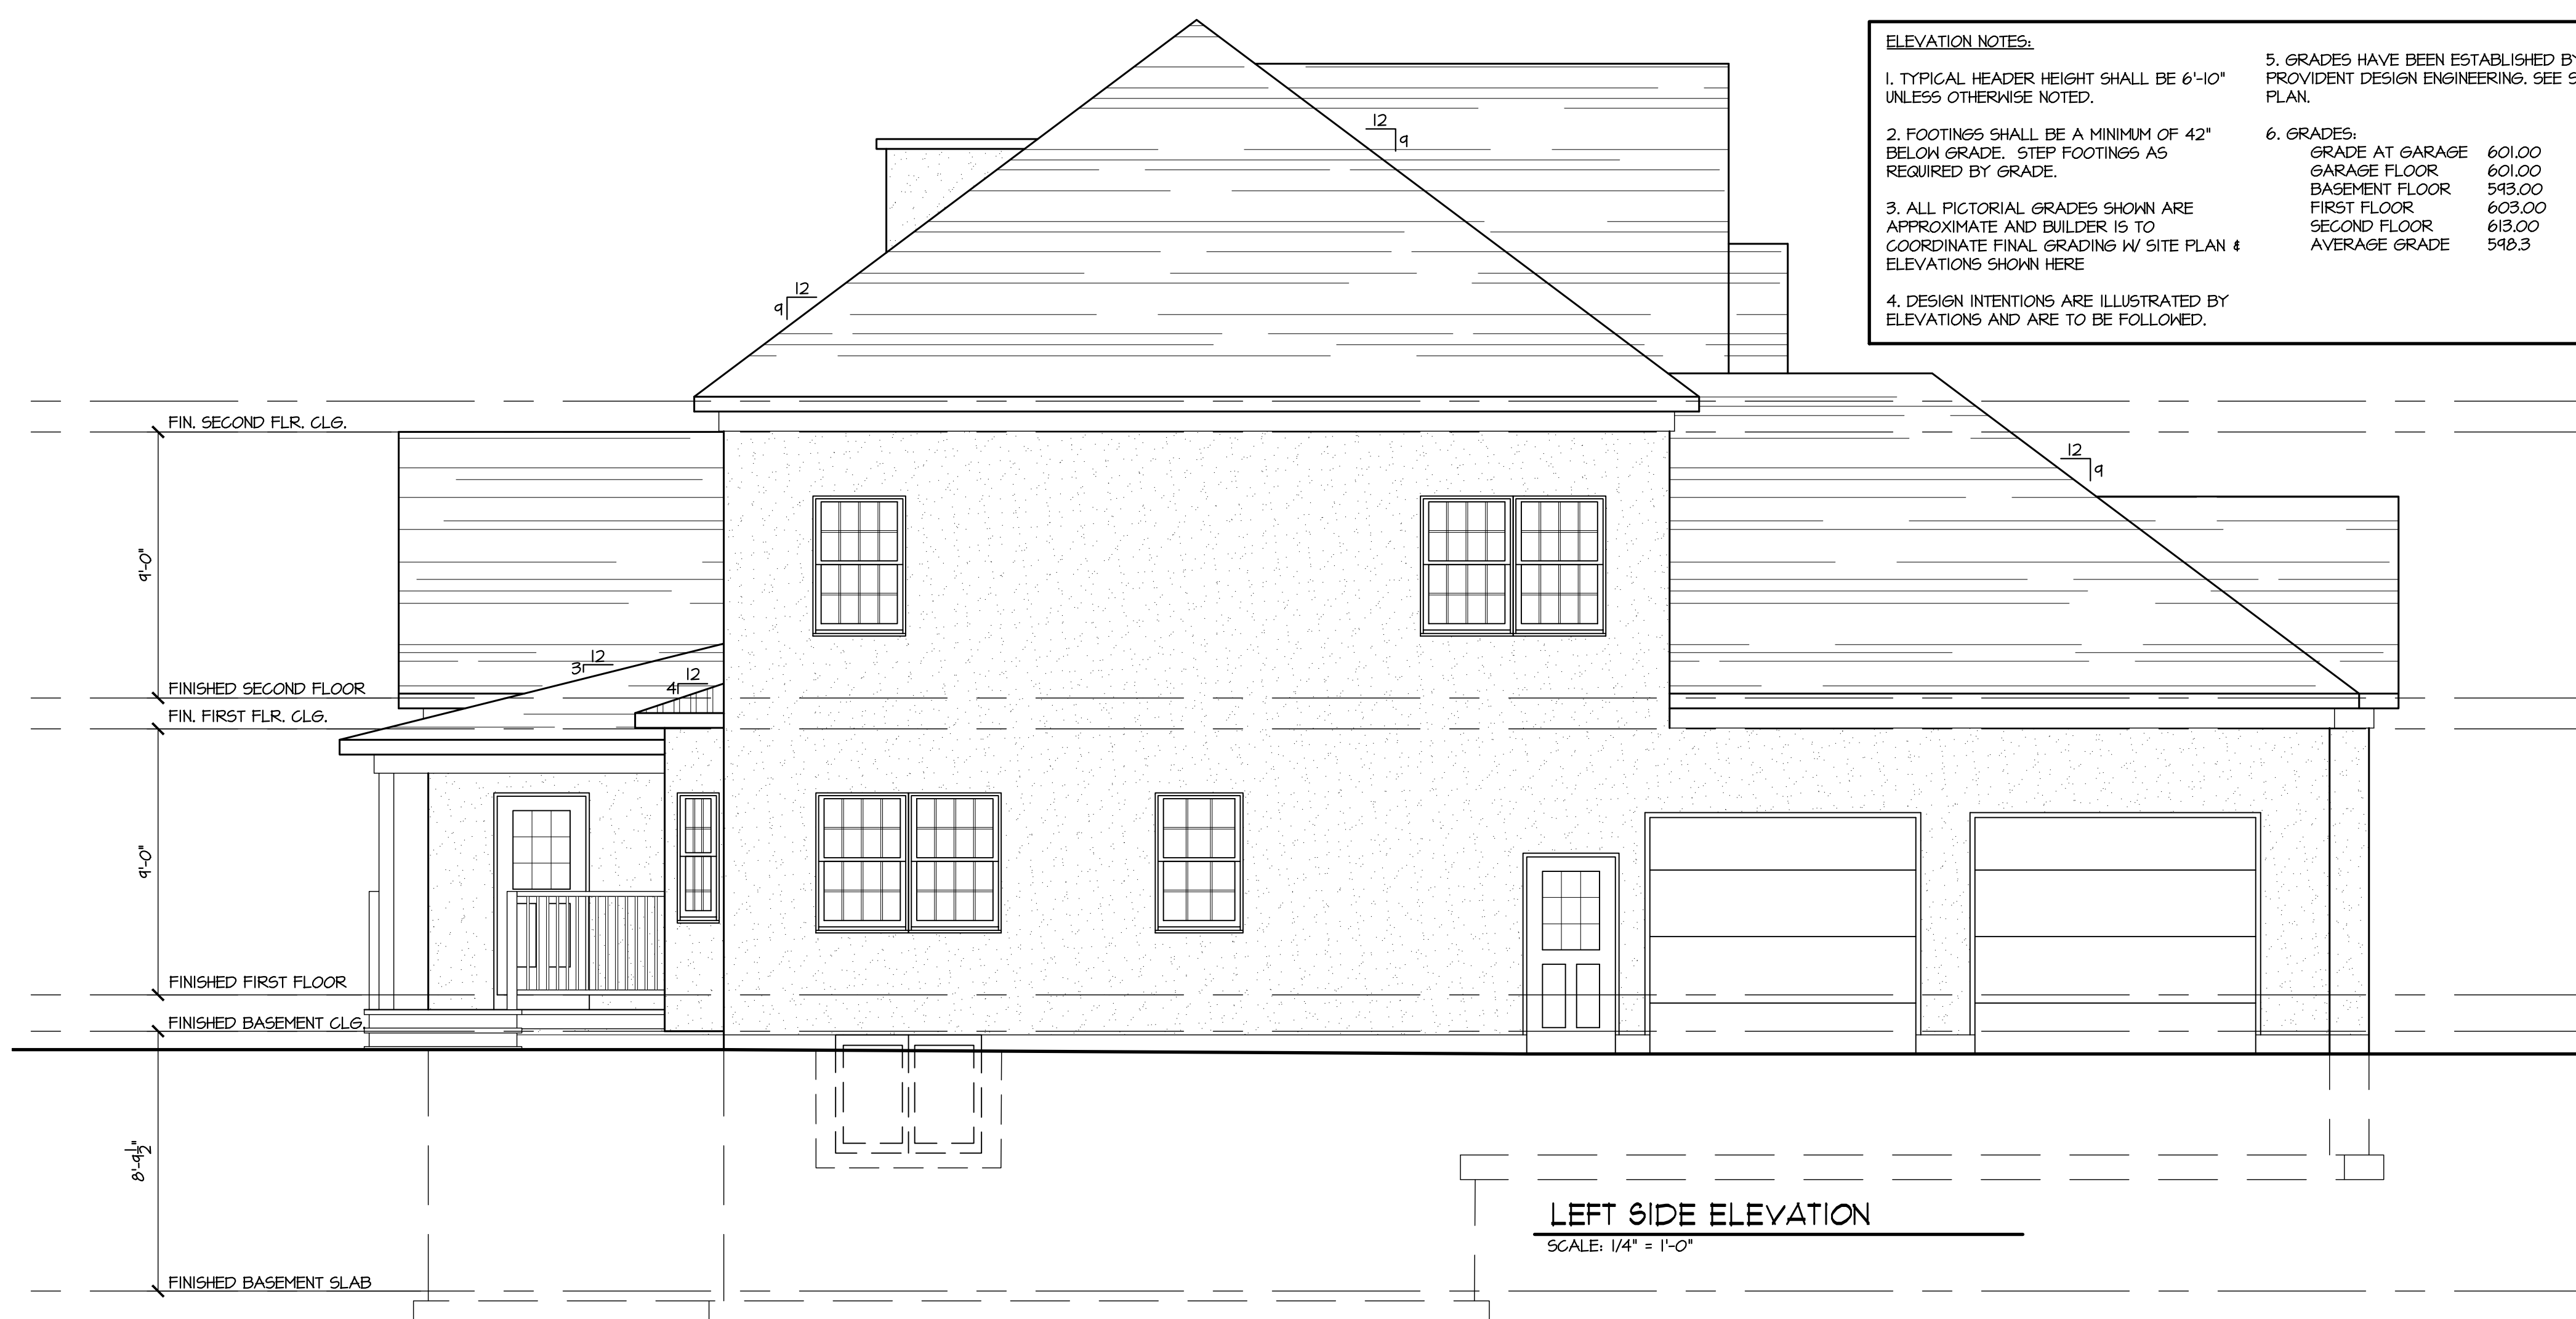 ELEVATION NOTES:
1. TYPICAL HEADER HEIGHT SHALL BE 6'-10"
UNLESS OTHERWISE NOTED.
2. FOOTINGS SHALL BE A MINIMUM OF 42"
BELOW GRADE. STEP FOOTINGS AS
REQUIRED BY GRADE.
3. ALL PICTORIAL GRADES SHOWN ARE
APPROXIMATE AND BUILDER IS TO
COORDINATE FINAL GRADING W/ SITE PLAN &
ELEVATIONS SHOWN HERE
4. DESIGN INTENTIONS ARE ILLUSTRATED BY
ELEVATIONS AND ARE TO BE FOLLOWED.
5. GRADES HAVE BEEN ESTABLISHED BY
PROVIDENT DESIGN ENGINEERING. SEE S
PLAN.
6. GRADES:
GRADE AT GARAGE 601.00
GARAGE FLOOR 601.00
BASEMENT FLOOR 593.00
FIRST FLOOR 603.00
SECOND FLOOR 613.00
AVERAGE GRADE 598.3
12
9
12
9
FIN. SECOND FLR. CLG.
12
9
9'-0"
12
3
12
4
FINISHED SECOND FLOOR
FIN. FIRST FLR. CLG.
9'-0"
FINISHED FIRST FLOOR
FINISHED BASEMENT CLG.
8'-9½"
FINISHED BASEMENT SLAB
LEFT SIDE ELEVATION
SCALE: 1/4" = 1'-0"